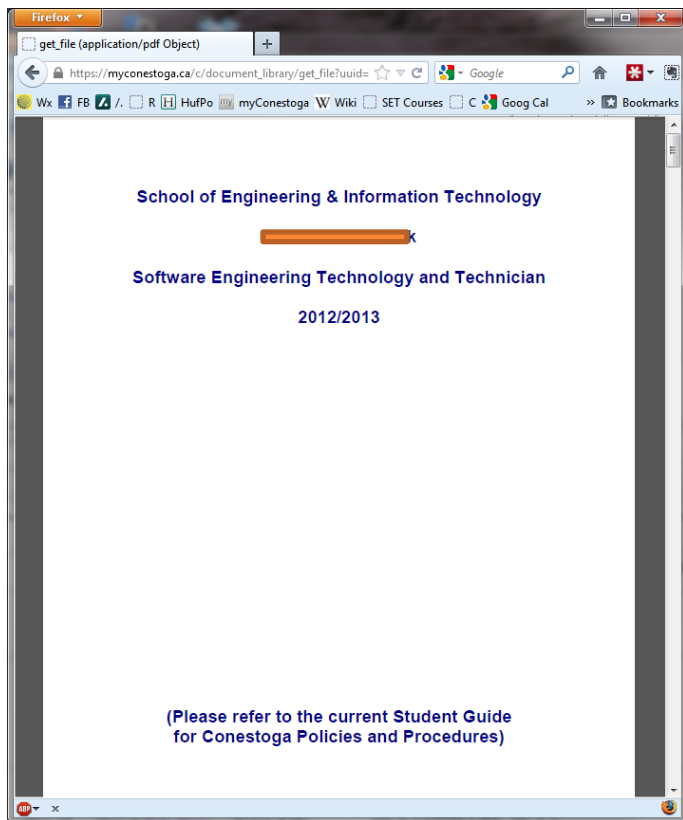 Firefox
get_file (application/pdf Object)
https://myconestoga.ca/c/document_library/get_file?uuid=
Google
Wx FB /. R HufPo myConestoga Wiki SET Courses C Goog Cal » Bookmarks
School of Engineering & Information Technology
k
Software Engineering Technology and Technician
2012/2013
(Please refer to the current Student Guide
for Conestoga Policies and Procedures)
ABP x